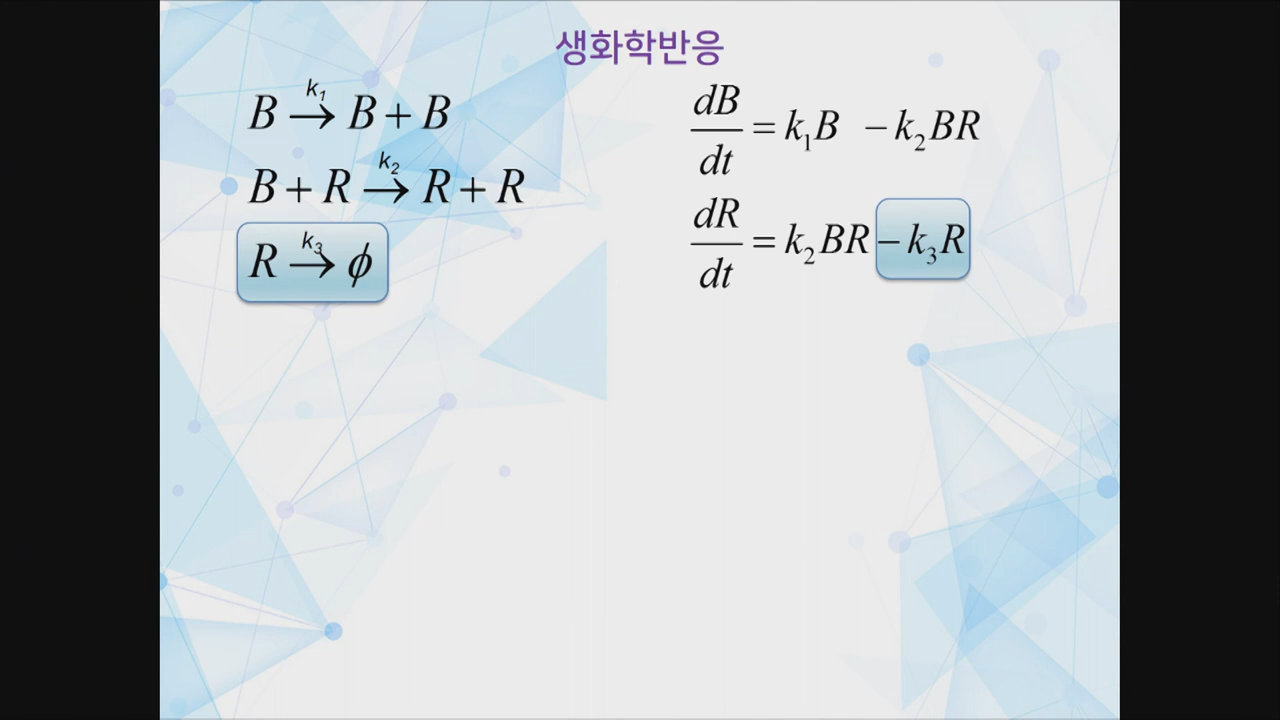 생화학반응
B →k₁ B + B
B + R →k₂ R + R
R →k₃ ϕ
dB/dt = k₁B − k₂BR
dR/dt = k₂BR − k₃R